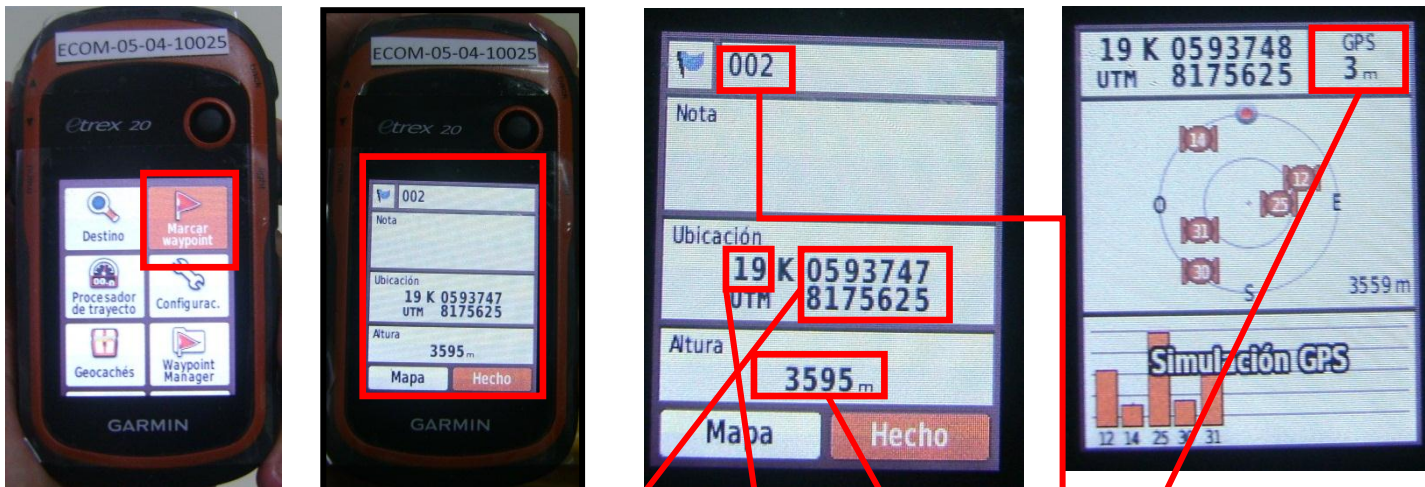 ECOM-05-04-10025
etrex 20
Destino
Marcar
waypoint
Procesador
de trayecto
Configurac.
Geocachés
Waypoint
Manager
GARMIN
ECOM-05-04-10025
etrex 20
002
Nota
Ubicación
19 K 0593747
UTM 8175625
Altura
3595 m
Mapa
Hecho
GARMIN
002
Nota
Ubicación
19 K 0593747
UTM 8175625
Altura
3595 m
Mapa
Hecho
19 K 0593748
UTM 8175625
GPS
3 m
14
12
25
O
E
31
30
S
3559 m
Simulación GPS
12 14 25 30 31